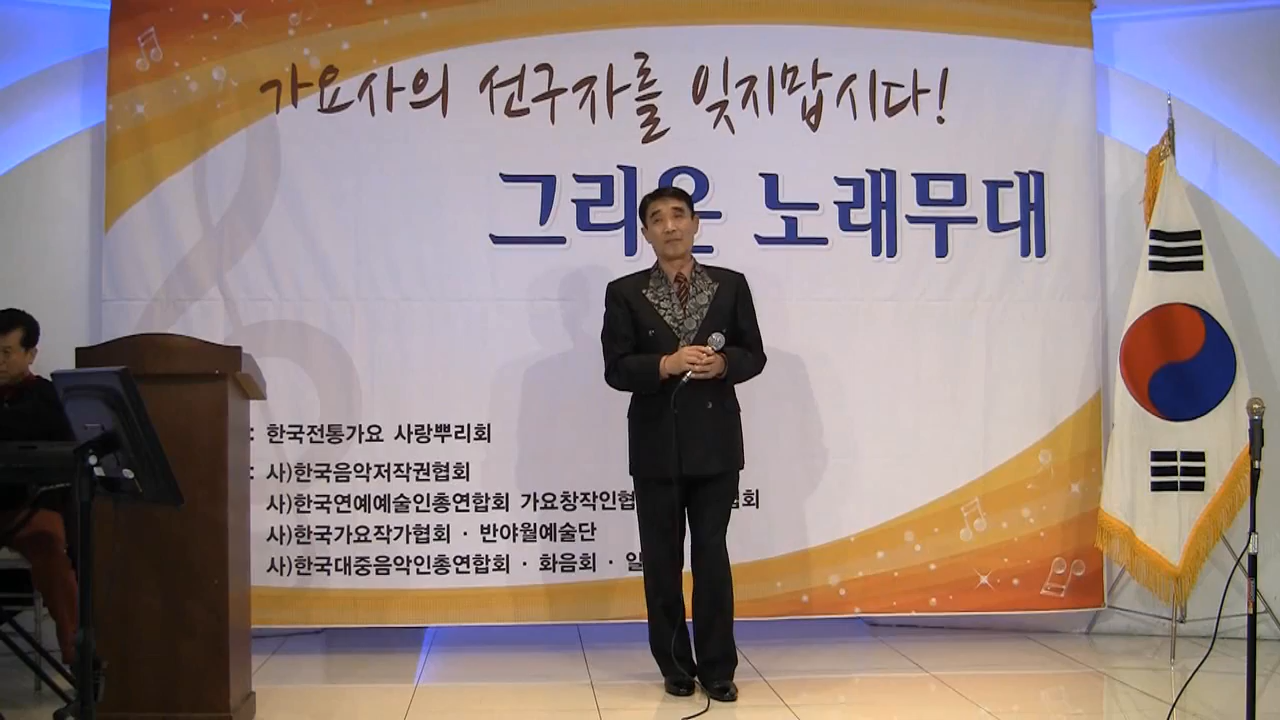 가요사의 선구자를 잊지맙시다!
그리운 노래무대
: 한국전통가요 사랑뿌리회
: 사)한국음악저작권협회
사)한국연예예술인총연합회 가요창작인협
사)한국가요작가협회 · 반야월예술단
사)한국대중음악인총연합회 · 화음회 ·